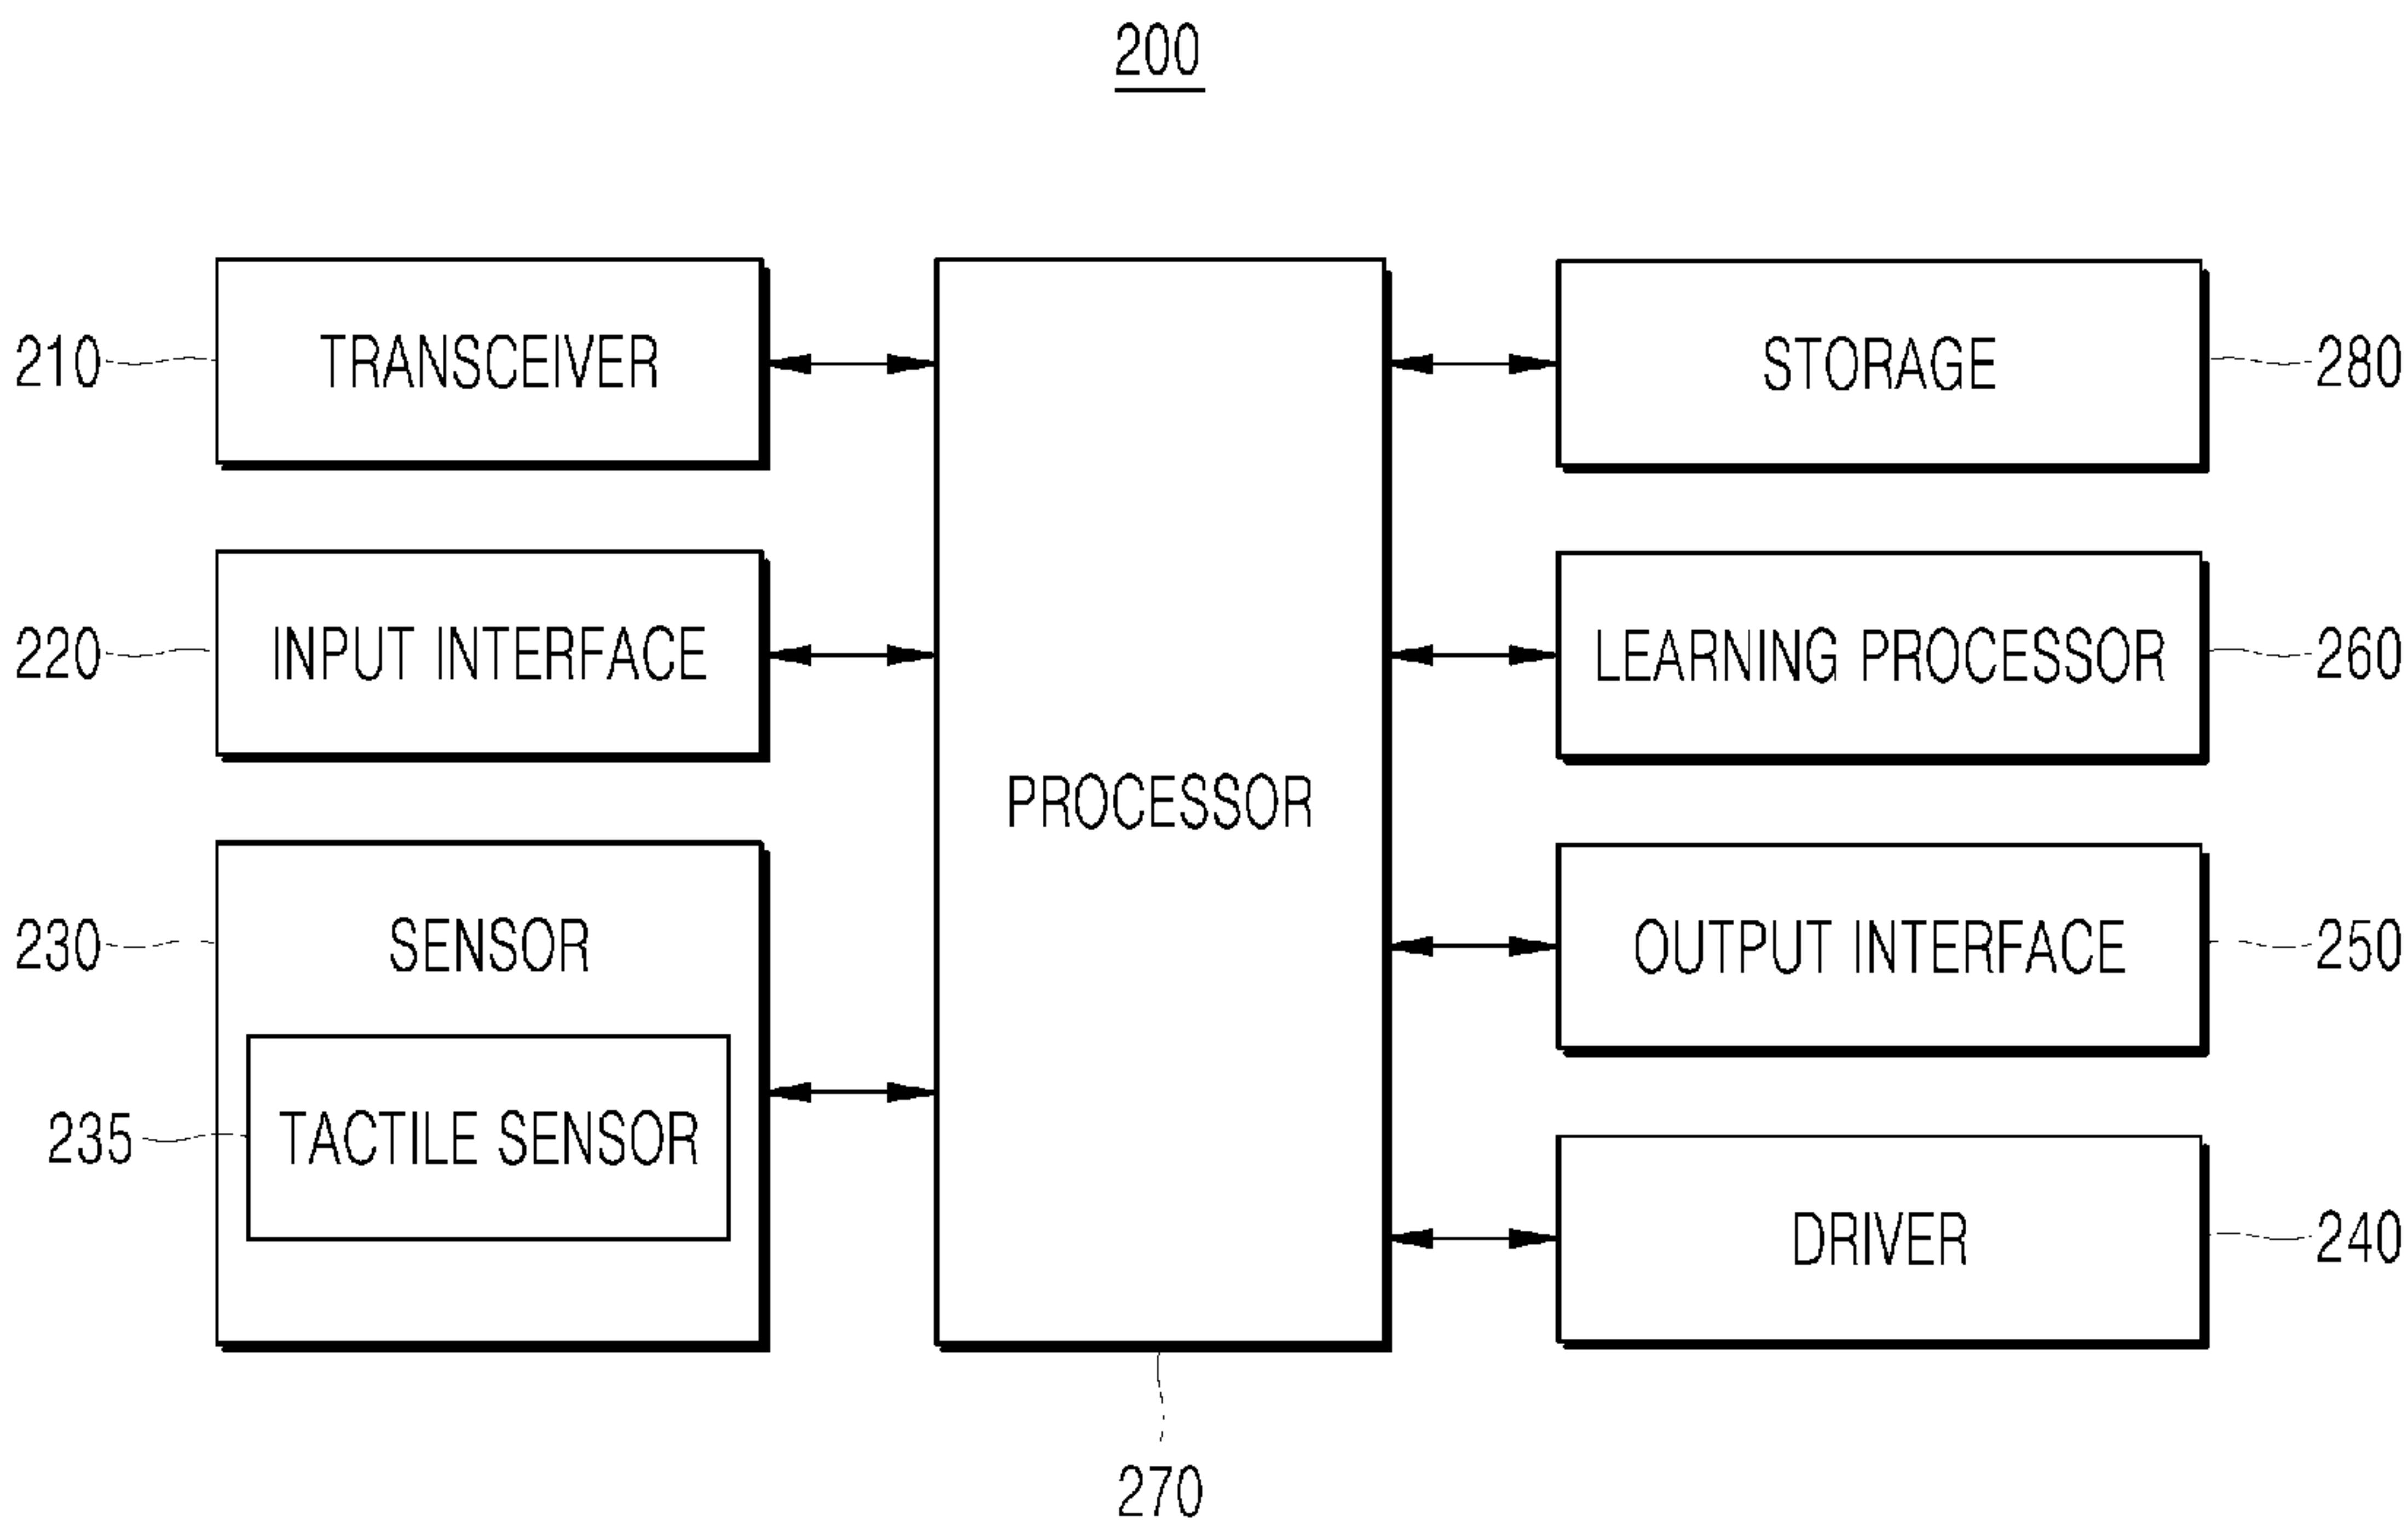 200
210
TRANSCEIVER
STORAGE
280
220
INPUT INTERFACE
LEARNING PROCESSOR
260
PROCESSOR
230
SENSOR
OUTPUT INTERFACE
250
235
TACTILE SENSOR
DRIVER
240
270